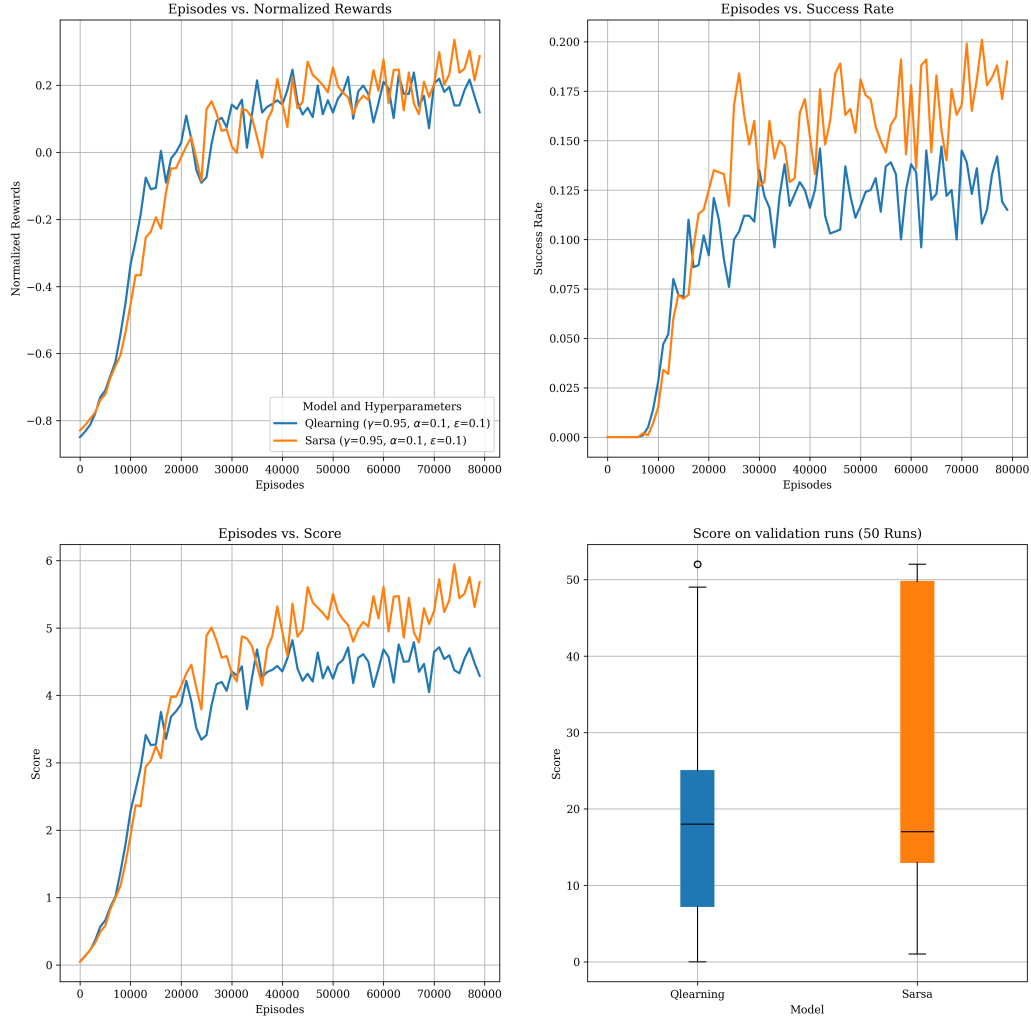 Episodes vs. Normalized Rewards
Normalized Rewards
0.2
0.0
−0.2
−0.4
−0.6
−0.8
Model and Hyperparameters
Qlearning (γ=0.95, α=0.1, ε=0.1)
Sarsa (γ=0.95, α=0.1, ε=0.1)
0 10000 20000 30000 40000 50000 60000 70000 80000
Episodes
Episodes vs. Success Rate
Success Rate
0.200
0.175
0.150
0.125
0.100
0.075
0.050
0.025
0.000
0 10000 20000 30000 40000 50000 60000 70000 80000
Episodes
Episodes vs. Score
Score
6
5
4
3
2
1
0
0 10000 20000 30000 40000 50000 60000 70000 80000
Episodes
Score on validation runs (50 Runs)
Score
50
40
30
20
10
0
Qlearning Sarsa
Model